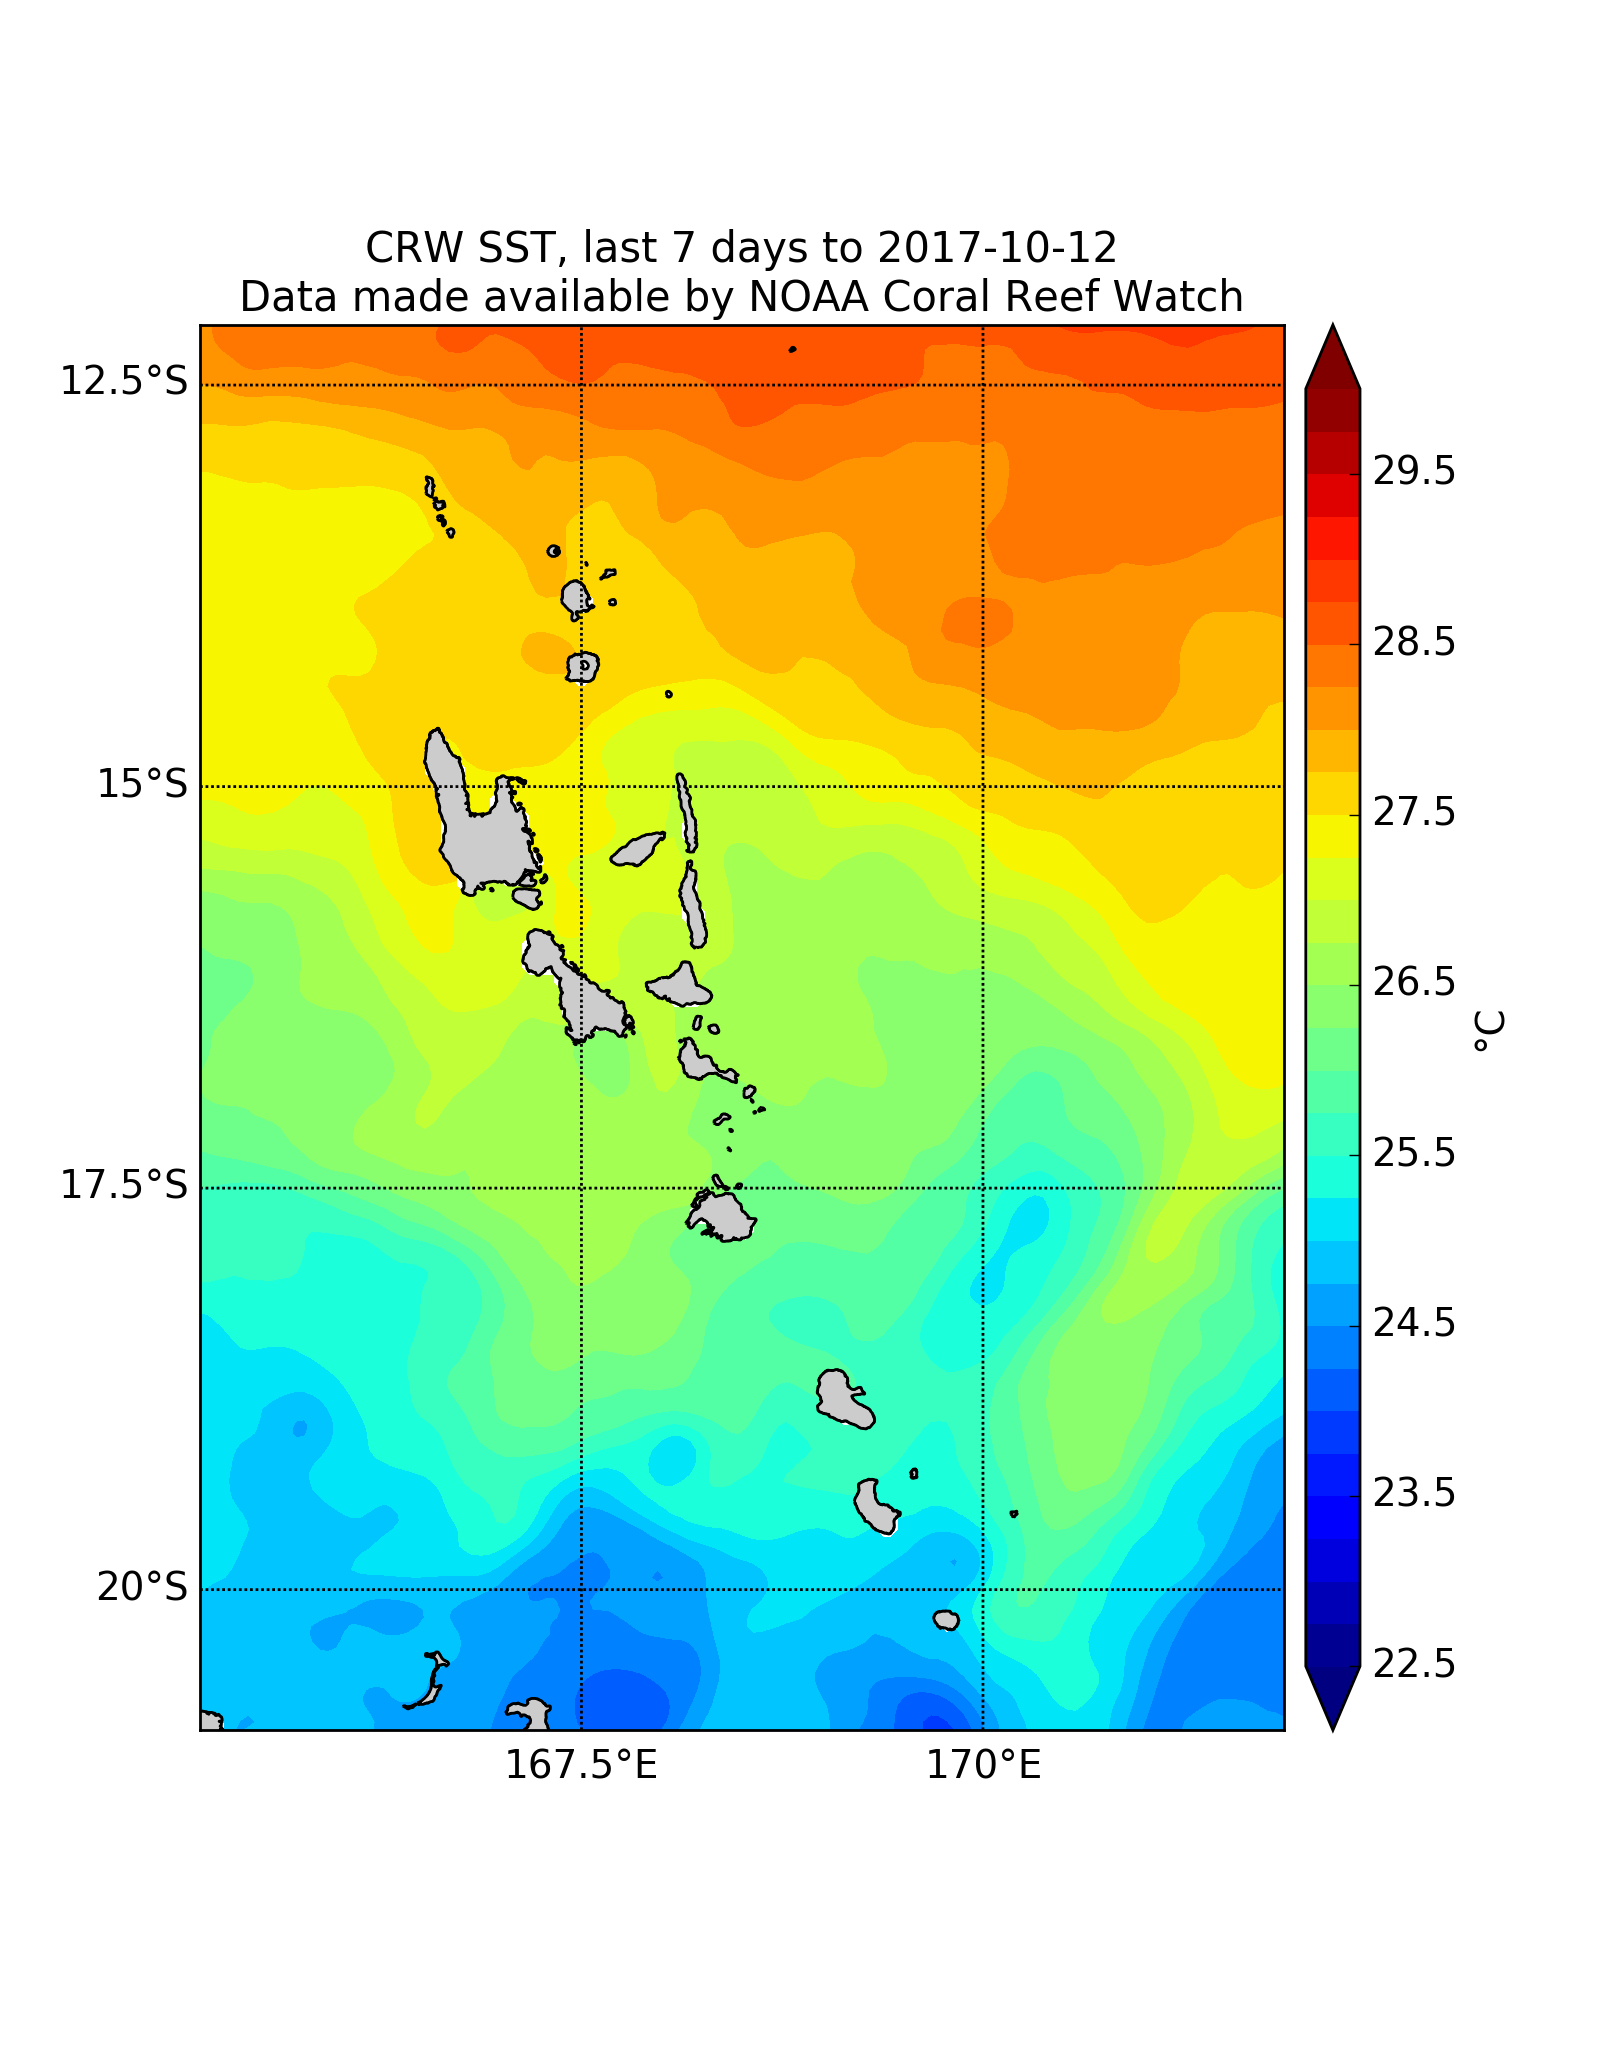 CRW SST, last 7 days to 2017-10-12
Data made available by NOAA Coral Reef Watch
12.5°S
15°S
17.5°S
20°S
167.5°E
170°E
29.5
28.5
27.5
26.5
25.5
24.5
23.5
22.5
°C